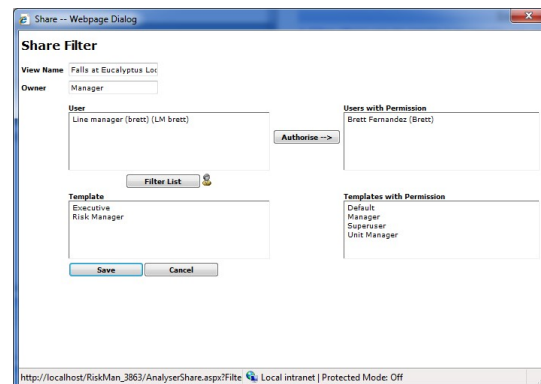 Share -- Webpage Dialog
Share Filter
View Name Falls at Eucalyptus Loc
Owner Manager
User
Line manager (brett) (LM brett)
Authorise -->
Users with Permission
Brett Fernandez (Brett)
Filter List
Template
Executive
Risk Manager
Templates with Permission
Default
Manager
Superuser
Unit Manager
Save Cancel
http://localhost/RiskMan_3863/AnalyserShare.aspx?Filte Local intranet | Protected Mode: Off